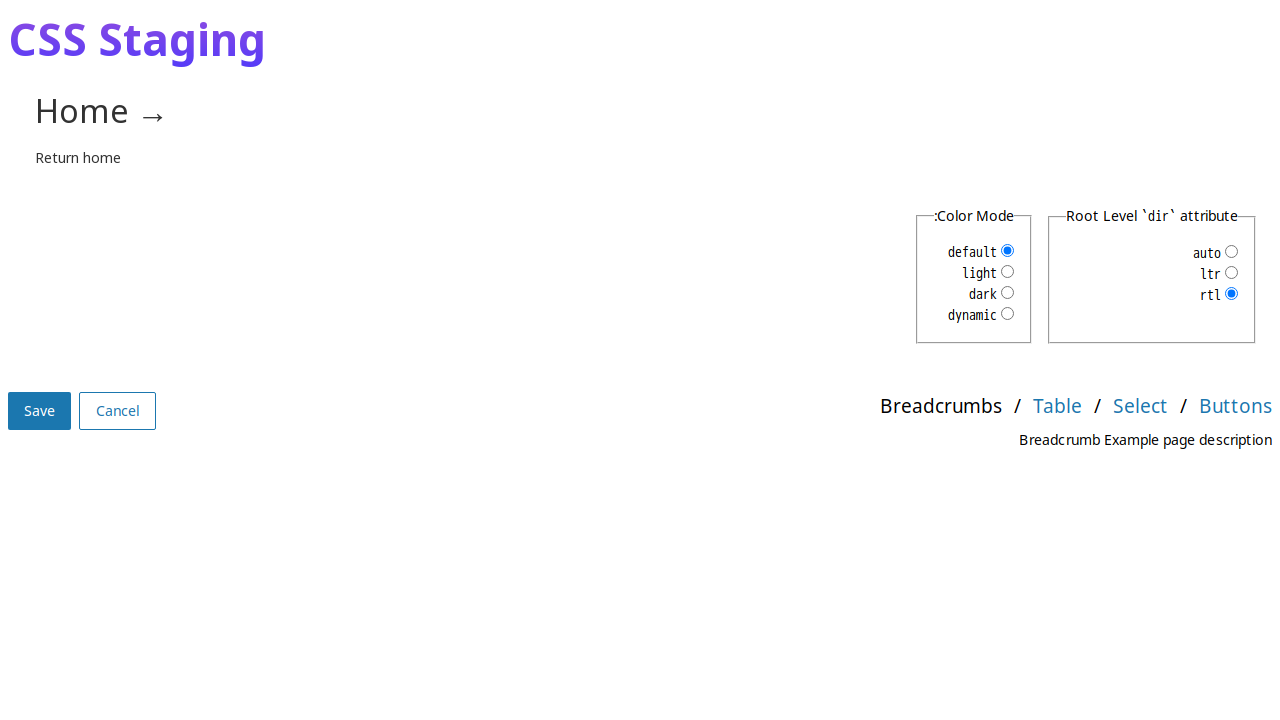 CSS Staging
Home →
Return home
Root Level `dir` attribute
auto
ltr
rtl
:Color Mode
default
light
dark
dynamic
Breadcrumbs / Table / Select / Buttons
Breadcrumb Example page description
Save
Cancel